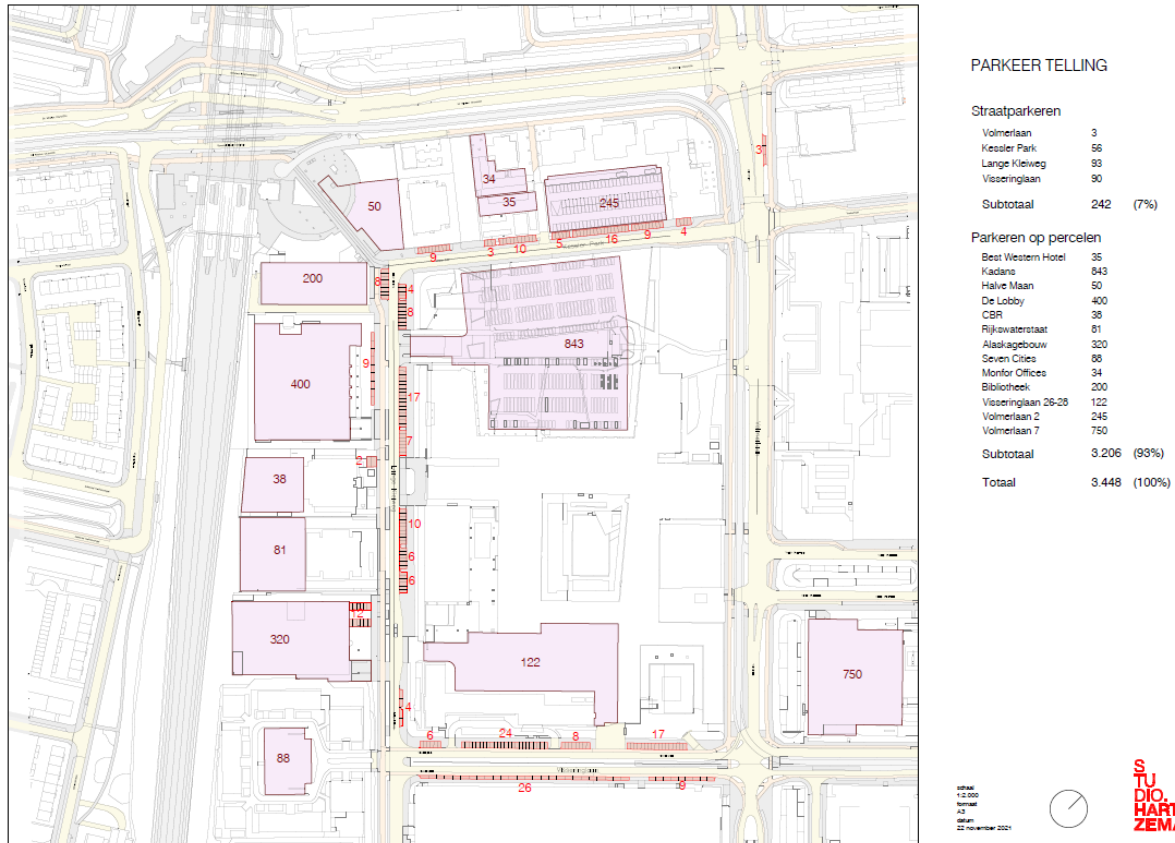 PARKEER TELLING
Straatparkeren
Volmerlaan 3
Kessler Park 56
Lange Kleiweg 93
Visseringlaan 90
Subtotaal 242 (7%)
Parkeren op percelen
Best Western Hotel 35
Kadans 843
Halve Maan 50
De Lobby 400
CBR 38
Rijkswaterstaat 81
Alaskagebouw 320
Seven Cities 88
Monfor Offices 34
Bibliotheek 200
Visseringlaan 26-28 122
Volmerlaan 2 245
Volmerlaan 7 750
Subtotaal 3.206 (93%)
Totaal 3.448 (100%)
3
34
35
245
50
9
3
10
5
16
9
4
200
8
4
8
843
400
9
17
7
2
38
10
81
6
6
12
320
122
750
4
6
24
8
17
88
26
9
schaal
1:2.000
formaat
A3
datum
22 november 2021
S
TU
DIO.
HART
ZEMA